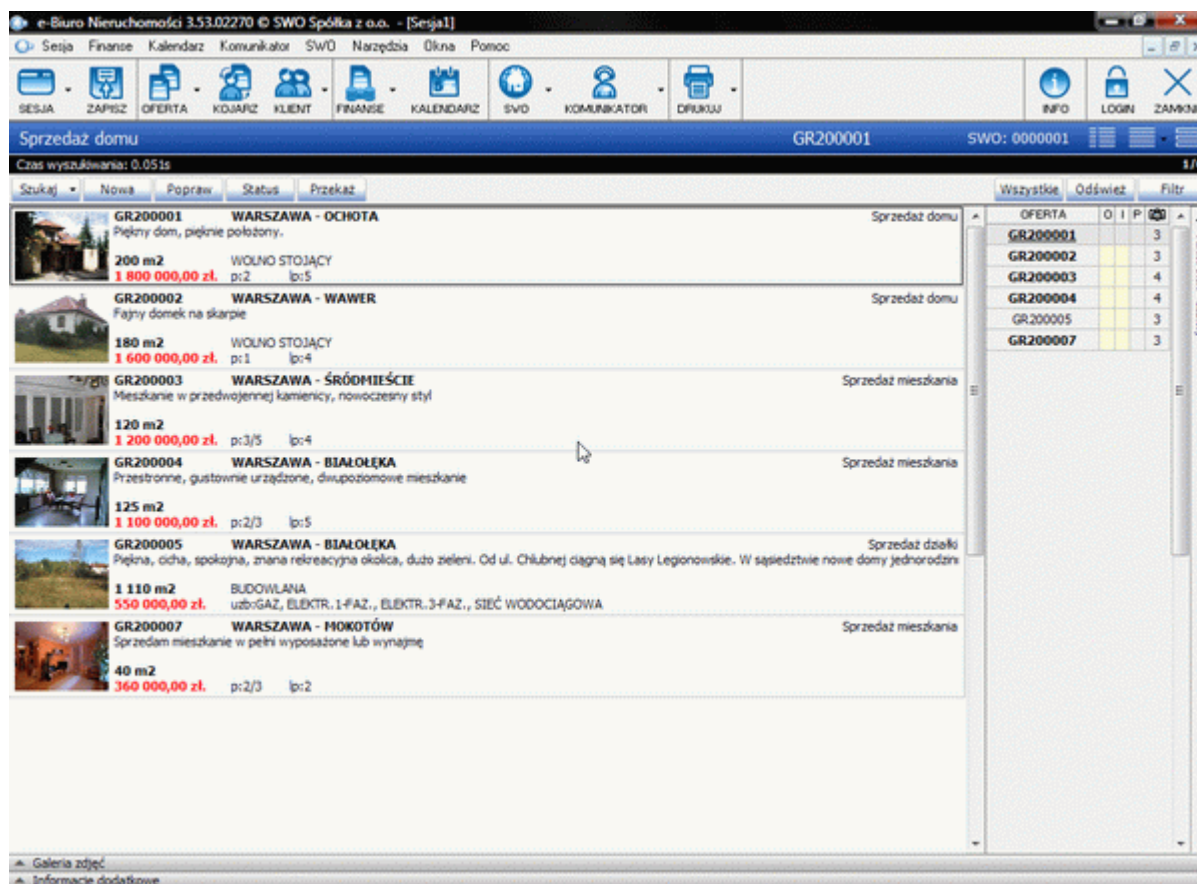 e-Biuro Nieruchomości 3.53.02270 © SWO Spółka z o.o. - [Sesja1]
Sesja Finanse Kalendarz Komunikator SWO Narzędzia Okna Pomoc
SESJA ZAPISZ OFERTA KOJARZ KLIENT FINANSE KALENDARZ SWO KOMUNIKATOR DRUKUJ INFO LOGIN ZAMKNI
Sprzedaż domu GR200001 SWO: 0000001
Czas wyszukiwania: 0.051s 1/
Szukaj Nowa Popraw Status Przekaż Wszystkie Odśwież Filtr
GR200001 WARSZAWA - OCHOTA Sprzedaż domu
Piękny dom, pięknie położony.
200 m2 WOLNO STOJĄCY
1 800 000,00 zł. p:2 lp:5
GR200002 WARSZAWA - WAWER Sprzedaż domu
Fajny domek na skarpie
180 m2 WOLNO STOJĄCY
1 600 000,00 zł. p:1 lp:4
GR200003 WARSZAWA - ŚRÓDMIEŚCIE Sprzedaż mieszkania
Mieszkanie w przedwojennej kamienicy, nowoczesny styl
120 m2
1 200 000,00 zł. p:3/5 lp:4
GR200004 WARSZAWA - BIAŁOŁĘKA Sprzedaż mieszkania
Przestronne, gustownie urządzone, dwupoziomowe mieszkanie
125 m2
1 100 000,00 zł. p:2/3 lp:5
GR200005 WARSZAWA - BIAŁOŁĘKA Sprzedaż działki
Piękna, cicha, spokojna, znana rekreacyjna okolica, dużo zieleni. Od ul. Chlubnej ciągną się Lasy Legionowskie. W sąsiedztwie nowe domy jednorodzin
1 110 m2 BUDOWLANA
550 000,00 zł. uzb:GAZ, ELEKTR.1-FAZ., ELEKTR.3-FAZ., SIEĆ WODOCIĄGOWA
GR200007 WARSZAWA - MOKOTÓW Sprzedaż mieszkania
Sprzedam mieszkanie w pełni wyposażone lub wynajmę
40 m2
360 000,00 zł. p:2/3 lp:2
OFERTA O I P
GR200001 3
GR200002 3
GR200003 4
GR200004 4
GR200005 3
GR200007 3
Galeria zdjęć
Informacje dodatkowe